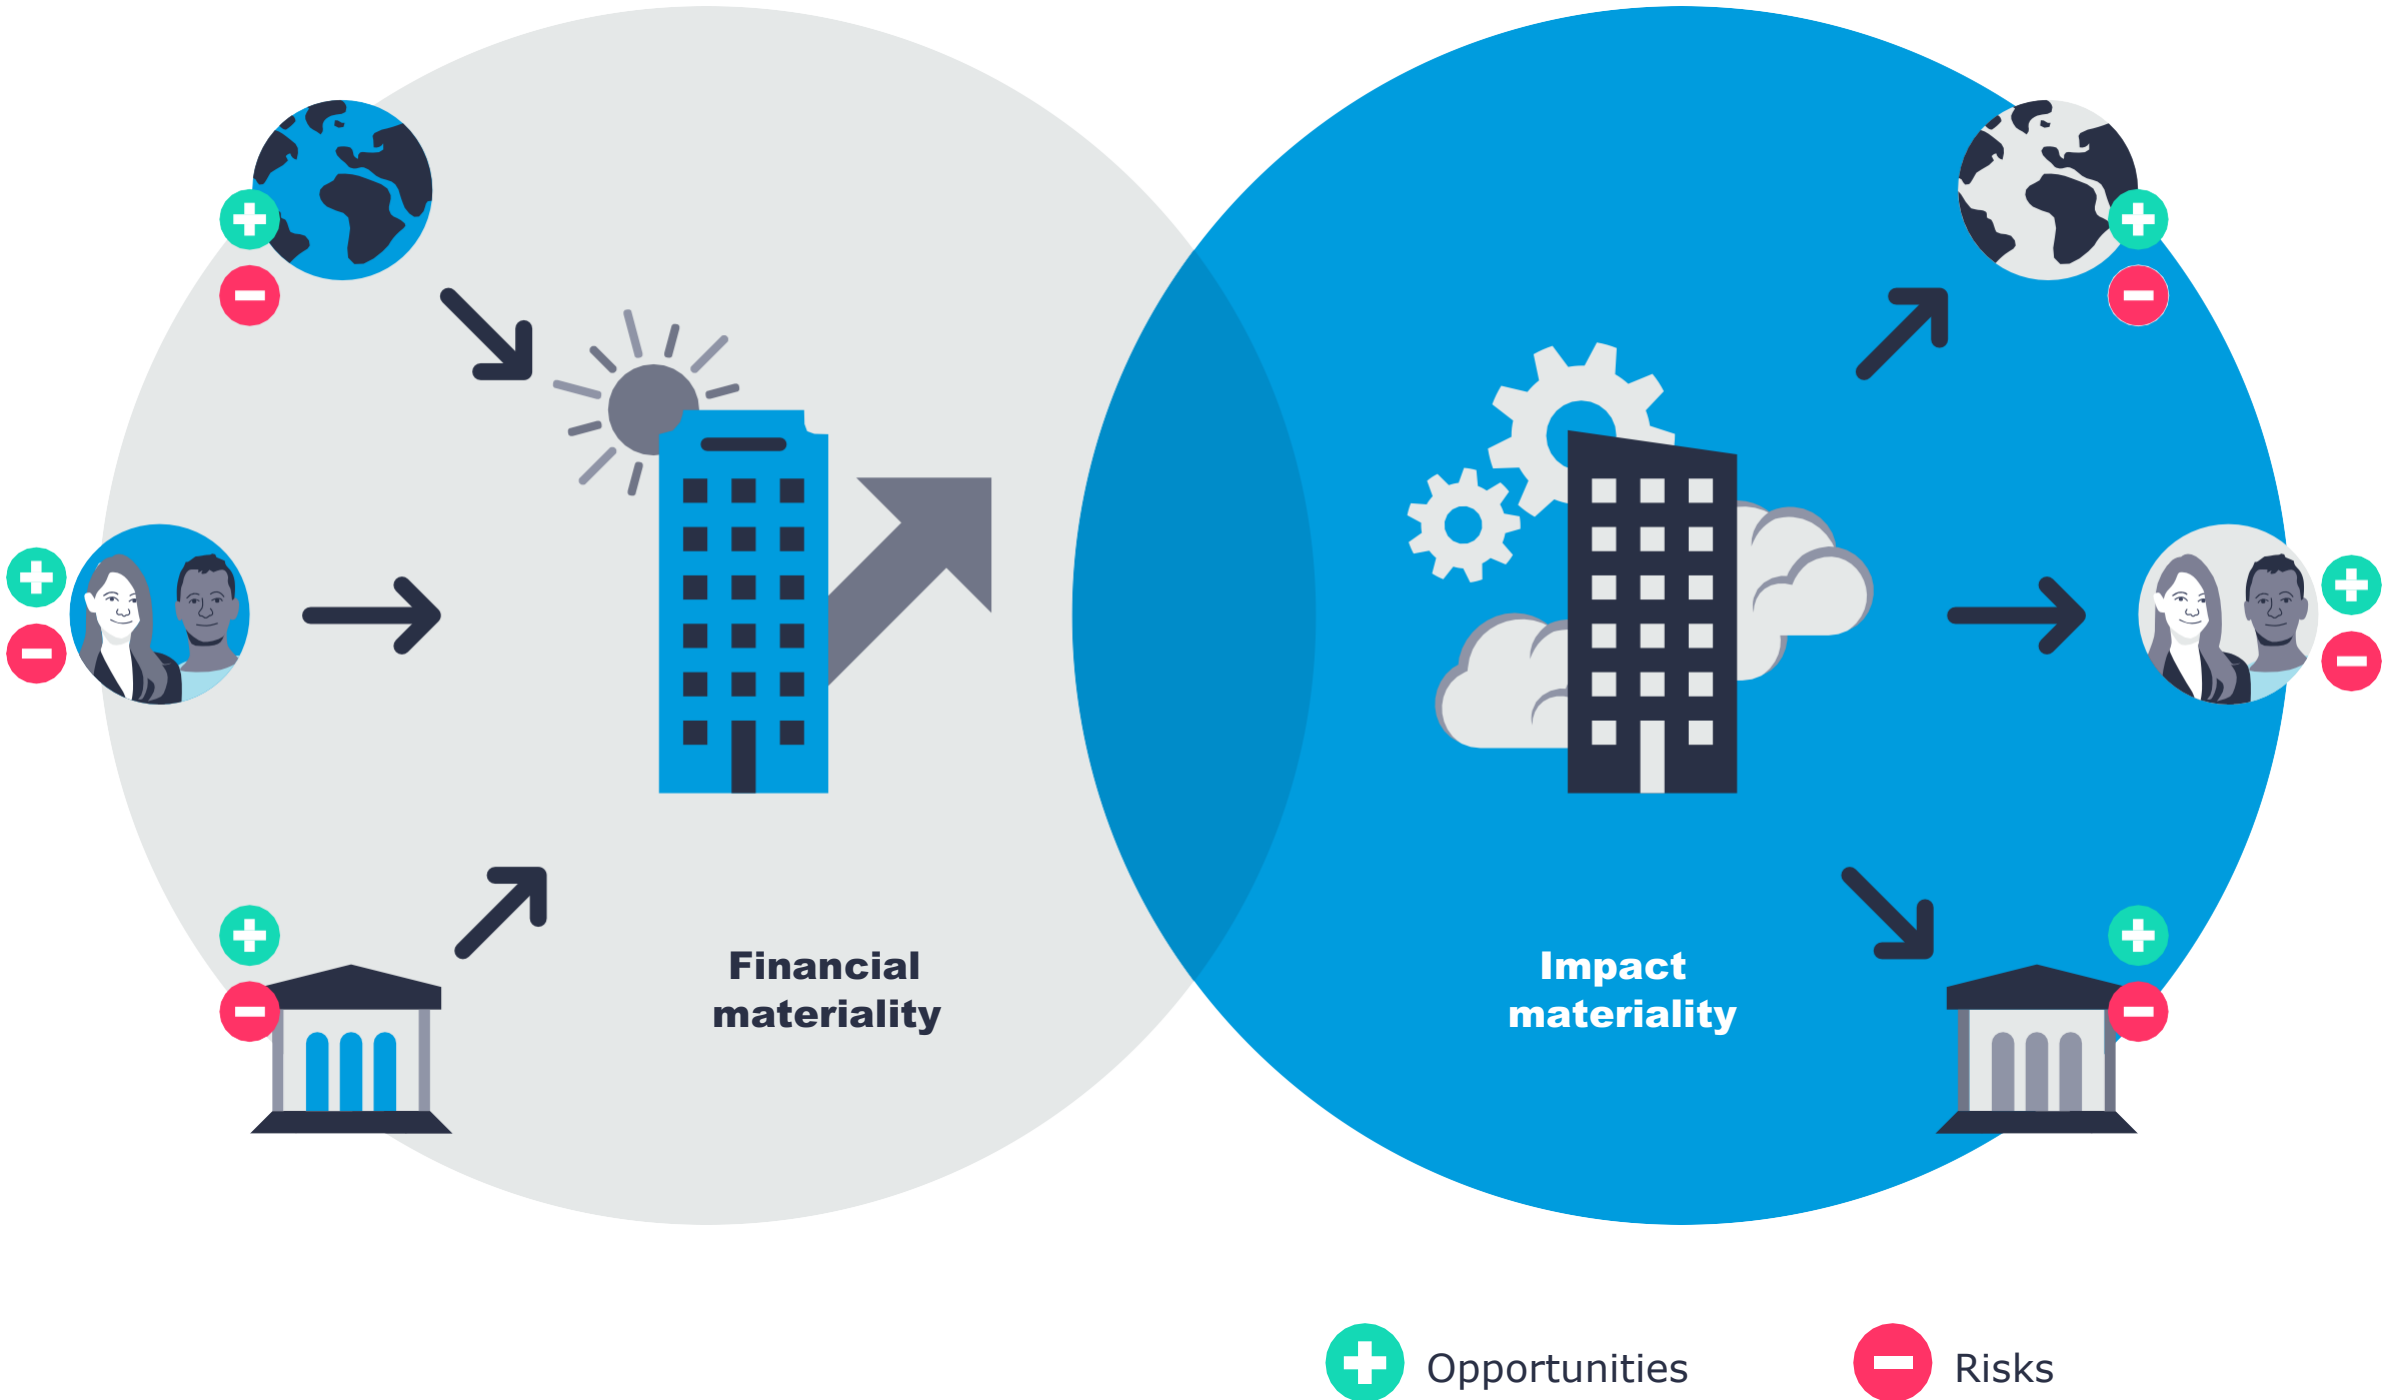 Financial
materiality
Impact
materiality
Opportunities
Risks